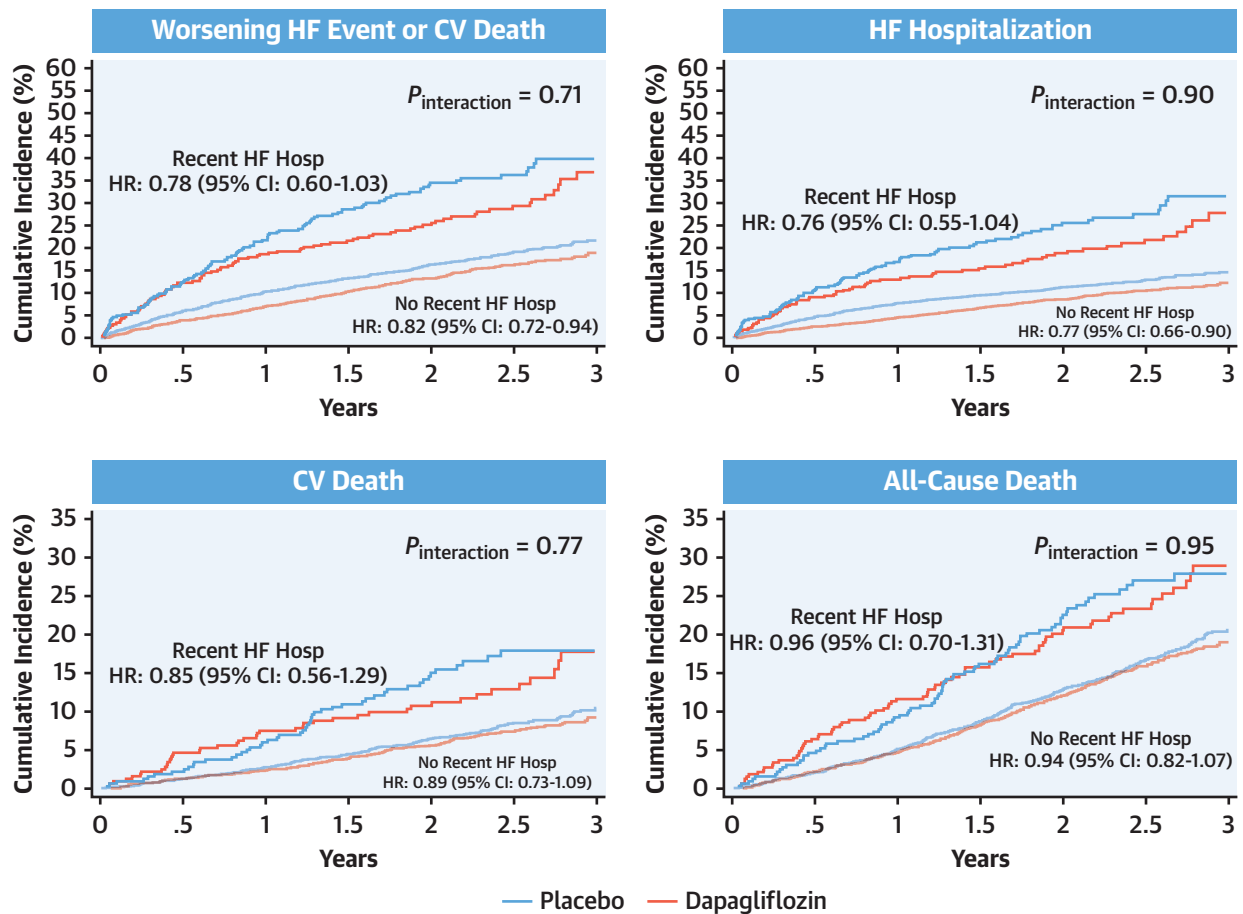 Worsening HF Event or CV Death
Cumulative Incidence (%)
60
55
50
45
40
35
30
25
20
15
10
5
0
Pinteraction = 0.71
Recent HF Hosp
HR: 0.78 (95% CI: 0.60-1.03)
No Recent HF Hosp
HR: 0.82 (95% CI: 0.72-0.94)
0 .5 1 1.5 2 2.5 3
Years
HF Hospitalization
Cumulative Incidence (%)
60
55
50
45
40
35
30
25
20
15
10
5
0
Pinteraction = 0.90
Recent HF Hosp
HR: 0.76 (95% CI: 0.55-1.04)
No Recent HF Hosp
HR: 0.77 (95% CI: 0.66-0.90)
0 .5 1 1.5 2 2.5 3
Years
CV Death
Cumulative Incidence (%)
35
30
25
20
15
10
5
0
Pinteraction = 0.77
Recent HF Hosp
HR: 0.85 (95% CI: 0.56-1.29)
No Recent HF Hosp
HR: 0.89 (95% CI: 0.73-1.09)
0 .5 1 1.5 2 2.5 3
Years
All-Cause Death
Cumulative Incidence (%)
35
30
25
20
15
10
5
0
Pinteraction = 0.95
Recent HF Hosp
HR: 0.96 (95% CI: 0.70-1.31)
No Recent HF Hosp
HR: 0.94 (95% CI: 0.82-1.07)
0 .5 1 1.5 2 2.5 3
Years
Placebo Dapagliflozin